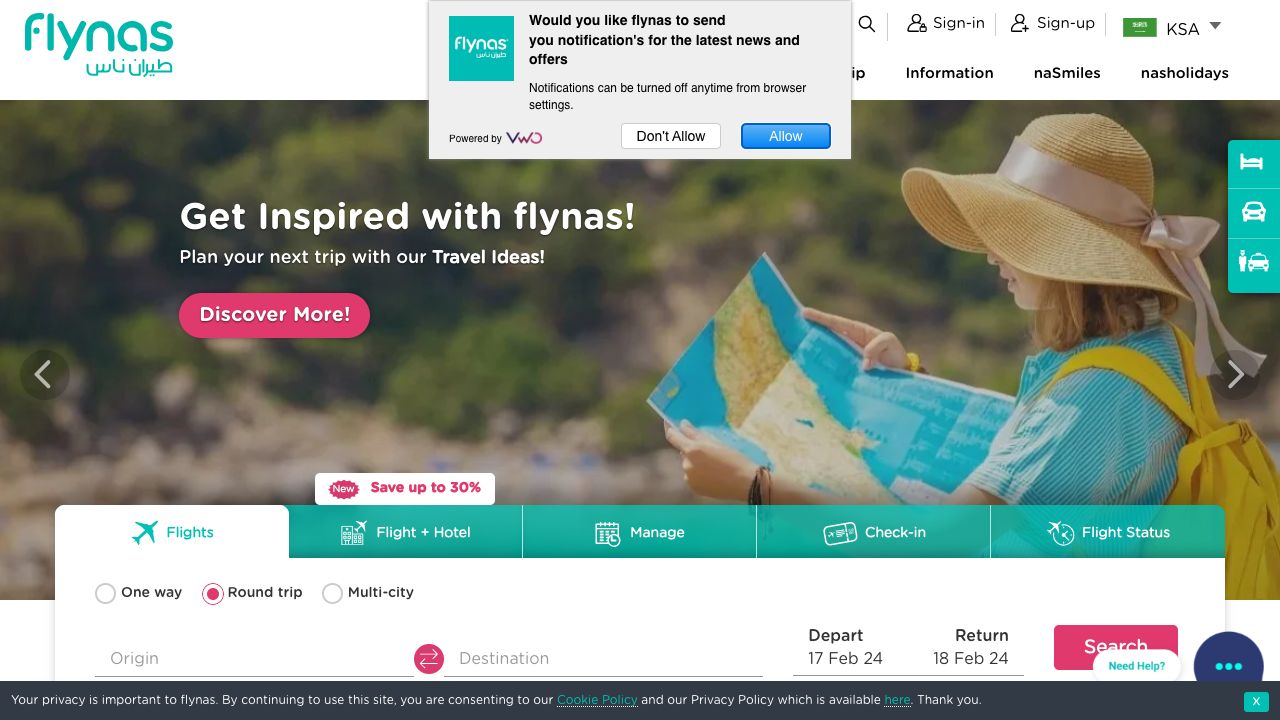 flynas
طيران ناس
Would you like flynas to send
you notification's for the latest news and
offers
Notifications can be turned off anytime from browser
settings.
flynas
طيران ناس
Powered by VWO
Don't Allow
Allow
Sign-in
Sign-up
KSA
ip
Information
naSmiles
nasholidays
Get Inspired with flynas!
Plan your next trip with our Travel Ideas!
Discover More!
New
Save up to 30%
Flights
Flight + Hotel
Manage
Check-in
Flight Status
One way
Round trip
Multi-city
Depart
Return
Origin
Destination
17 Feb 24
18 Feb 24
Search
Need Help?
Your privacy is important to flynas. By continuing to use this site, you are consenting to our Cookie Policy and our Privacy Policy which is available here. Thank you.
X